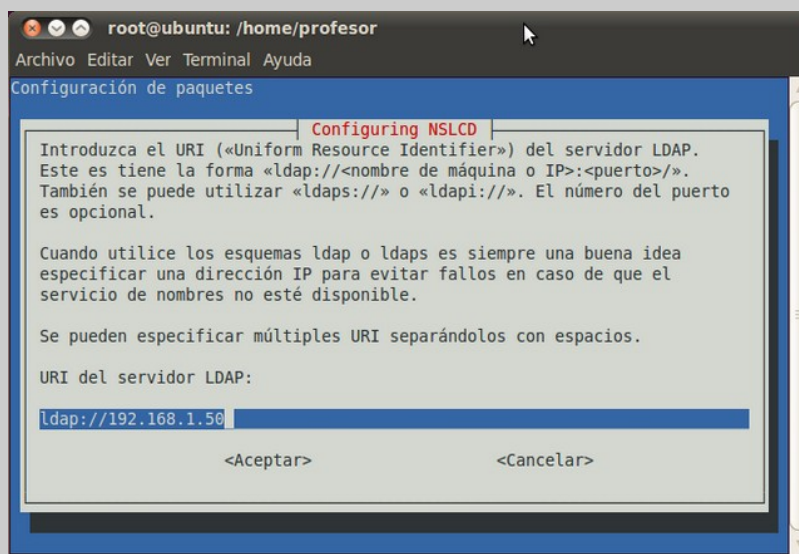 root@ubuntu: /home/profesor
Archivo Editar Ver Terminal Ayuda
Configuración de paquetes
Configuring NSLCD
Introduzca el URI («Uniform Resource Identifier») del servidor LDAP.
Este es tiene la forma «ldap://<nombre de máquina o IP>:<puerto>/».
También se puede utilizar «ldaps://» o «ldapi://». El número del puerto
es opcional.
Cuando utilice los esquemas ldap o ldaps es siempre una buena idea
especificar una dirección IP para evitar fallos en caso de que el
servicio de nombres no esté disponible.
Se pueden especificar múltiples URI separándolos con espacios.
URI del servidor LDAP:
ldap://192.168.1.50
<Aceptar> <Cancelar>